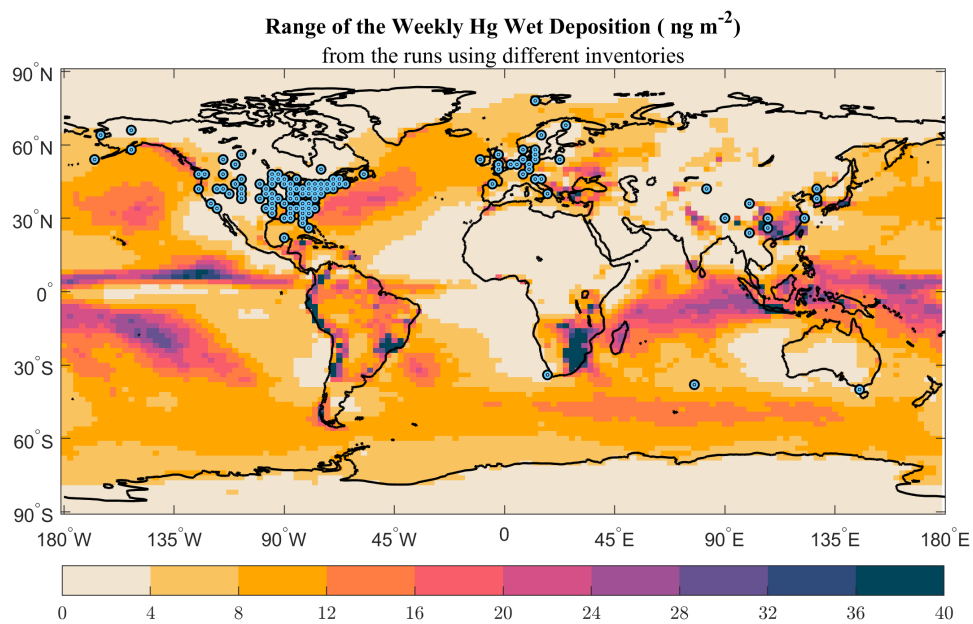 Range of the Weekly Hg Wet Deposition ( ng m⁻²)
from the runs using different inventories
90°N
60°N
30°N
0°
30°S
60°S
90°S
180°W 135°W 90°W 45°W 0 45°E 90°E 135°E 180°E
0 4 8 12 16 20 24 28 32 36 40